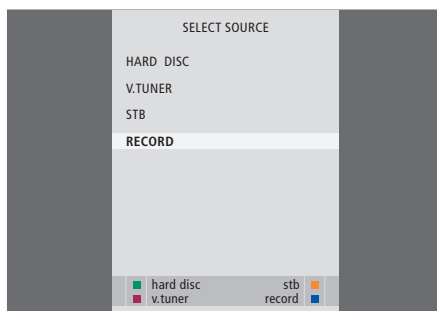 SELECT SOURCE
HARD DISC
V.TUNER
STB
RECORD
hard disc stb
v.tuner record